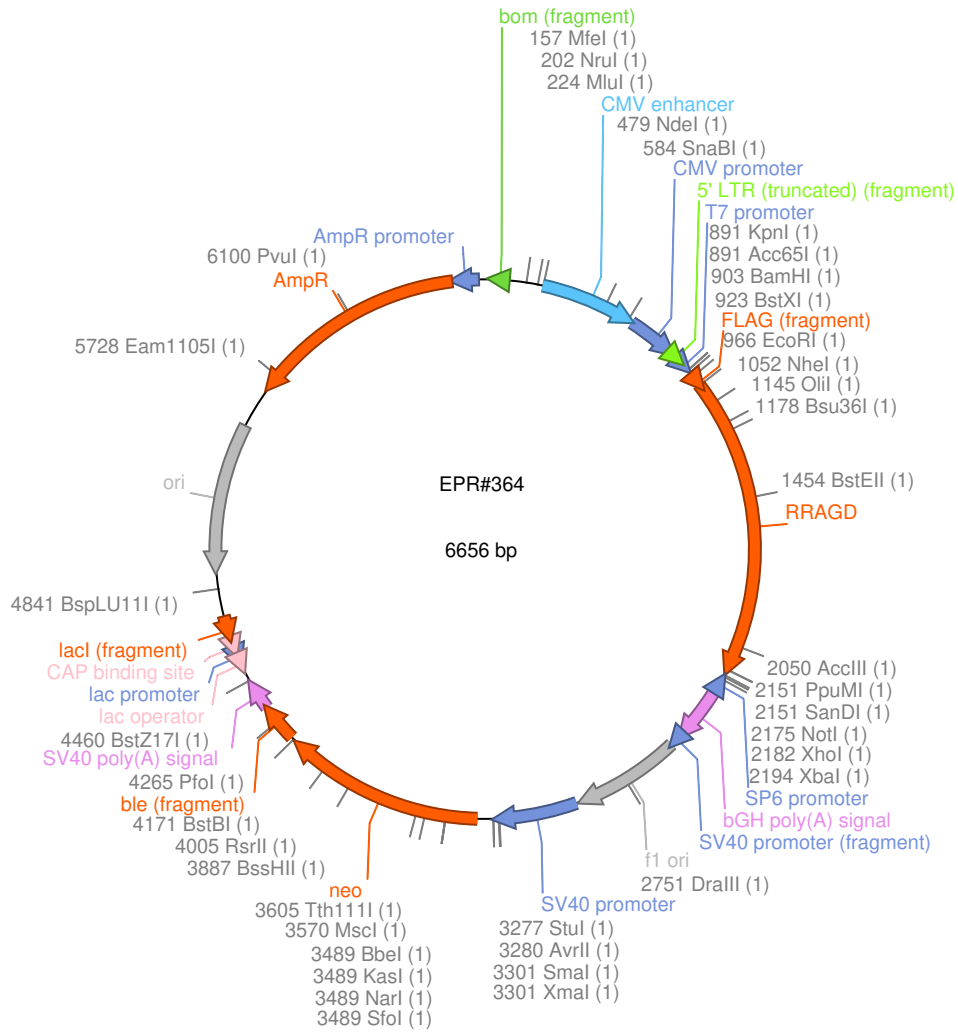 bom (fragment)
157 MfeI (1)
202 NruI (1)
224 MluI (1)
CMV enhancer
479 NdeI (1)
584 SnaBI (1)
CMV promoter
5' LTR (truncated) (fragment)
T7 promoter
891 KpnI (1)
891 Acc65I (1)
903 BamHI (1)
923 BstXI (1)
FLAG (fragment)
966 EcoRI (1)
1052 NheI (1)
1145 OliI (1)
1178 Bsu36I (1)
1454 BstEII (1)
RRAGD
2050 AccIII (1)
2151 PpuMI (1)
2151 SanDI (1)
2175 NotI (1)
2182 XhoI (1)
2194 XbaI (1)
SP6 promoter
bGH poly(A) signal
SV40 promoter (fragment)
f1 ori
2751 DraIII (1)
SV40 promoter
3277 StuI (1)
3280 AvrII (1)
3301 SmaI (1)
3301 XmaI (1)
3489 SfoI (1)
3489 NarI (1)
3489 KasI (1)
3489 BbeI (1)
3570 MscI (1)
3605 Tth111I (1)
neo
3887 BssHII (1)
4005 RsrII (1)
4171 BstBI (1)
ble (fragment)
4265 PfoI (1)
SV40 poly(A) signal
4460 BstZ17I (1)
lac operator
lac promoter
CAP binding site
lacI (fragment)
4841 BspLU11I (1)
ori
5728 Eam1105I (1)
AmpR
6100 PvuI (1)
AmpR promoter
EPR#364
6656 bp